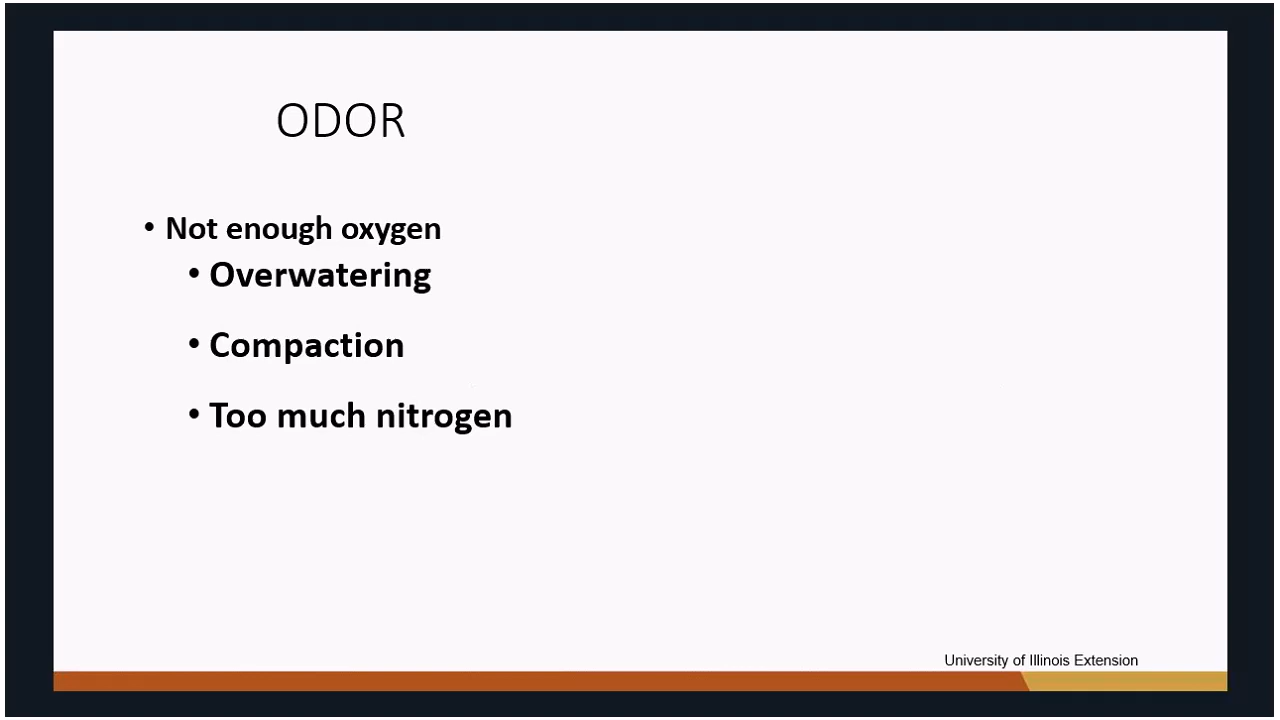 ODOR
• Not enough oxygen
• Overwatering
• Compaction
• Too much nitrogen
University of Illinois Extension